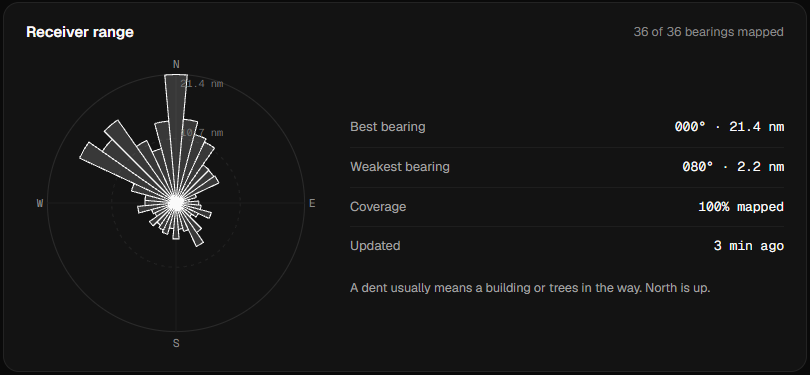 Receiver range
36 of 36 bearings mapped
N
21.4 nm
10.7 nm
W
E
S
Best bearing
000° · 21.4 nm
Weakest bearing
080° · 2.2 nm
Coverage
100% mapped
Updated
3 min ago
A dent usually means a building or trees in the way. North is up.